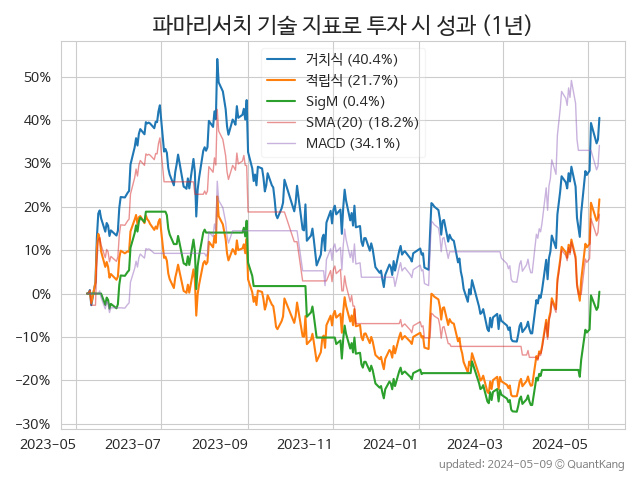 파마리서치 기술 지표로 투자 시 성과 (1년)
거치식 (40.4%)
적립식 (21.7%)
SigM (0.4%)
SMA(20) (18.2%)
MACD (34.1%)
50%
40%
30%
20%
10%
0%
−10%
−20%
−30%
2023-05 2023-07 2023-09 2023-11 2024-01 2024-03 2024-05
updated: 2024-05-09 ⓒ QuantKang